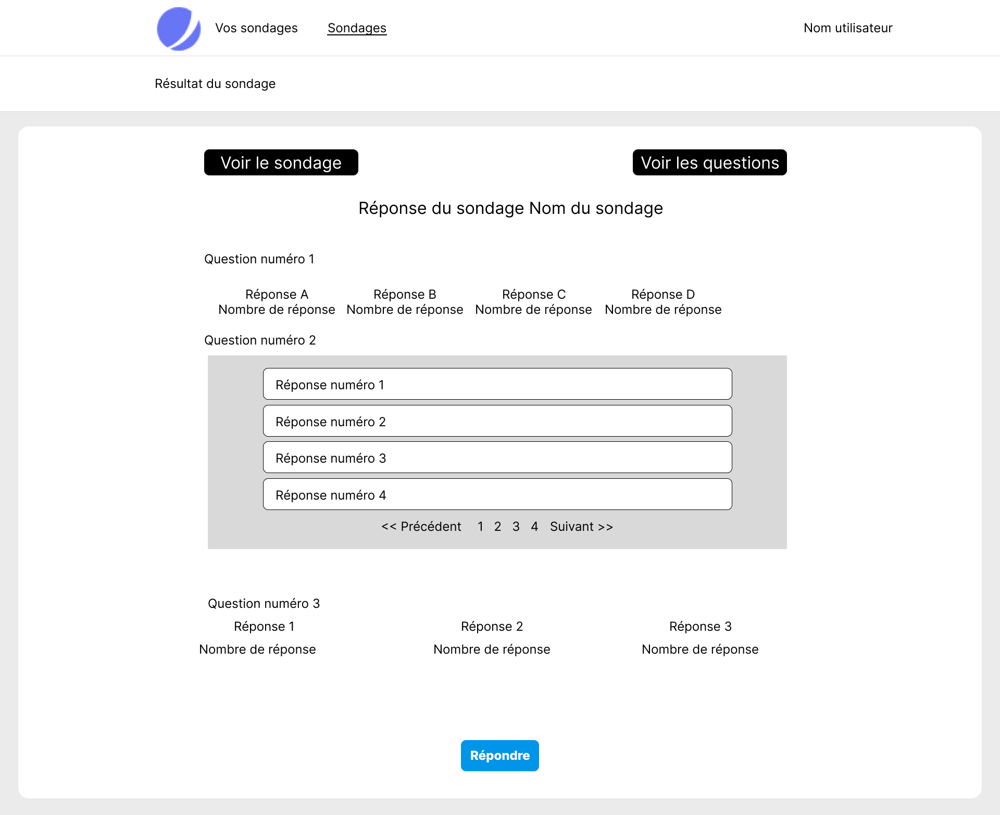 Vos sondages
Sondages
Nom utilisateur
Résultat du sondage
Voir le sondage
Voir les questions
Réponse du sondage Nom du sondage
Question numéro 1
Réponse A
Nombre de réponse
Réponse B
Nombre de réponse
Réponse C
Nombre de réponse
Réponse D
Nombre de réponse
Question numéro 2
Réponse numéro 1
Réponse numéro 2
Réponse numéro 3
Réponse numéro 4
<< Précédent 1 2 3 4 Suivant >>
Question numéro 3
Réponse 1
Nombre de réponse
Réponse 2
Nombre de réponse
Réponse 3
Nombre de réponse
Répondre